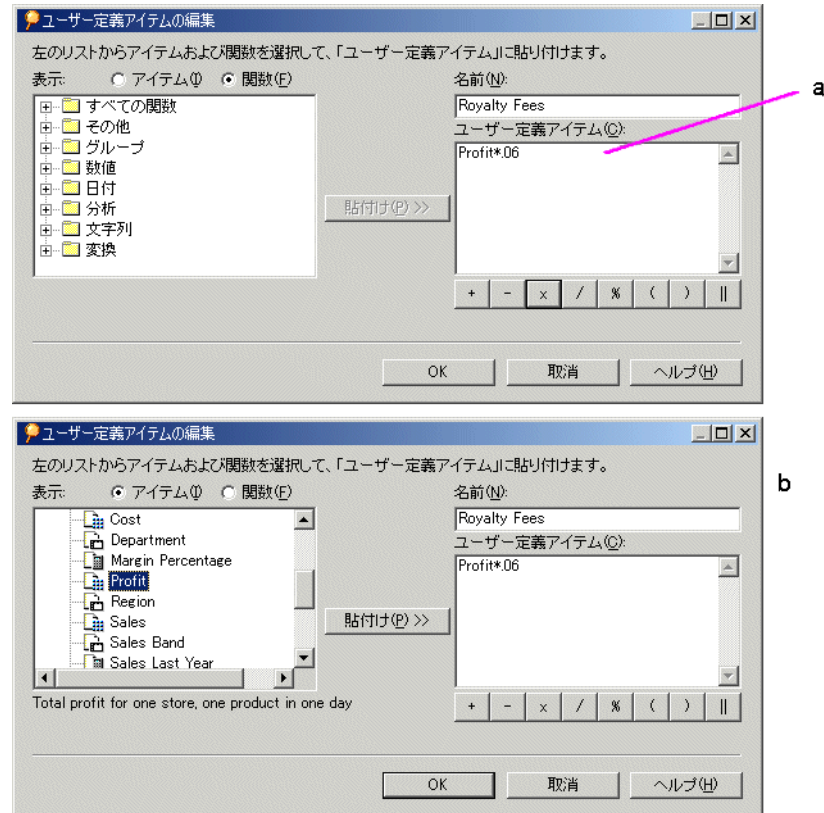 ユーザー定義アイテムの編集
左のリストからアイテムおよび関数を選択して、「ユーザー定義アイテム」に貼り付けます。
表示: アイテム(I) 関数(F) 名前(N):
すべての関数 Royalty Fees
その他 ユーザー定義アイテム(C):
グループ Profit*.06
数値
日付
分析 貼付け(P) >>
文字列
変換
+ - x / % ( ) ||
OK 取消 ヘルプ(H)
a
ユーザー定義アイテムの編集
左のリストからアイテムおよび関数を選択して、「ユーザー定義アイテム」に貼り付けます。
表示: アイテム(I) 関数(F) 名前(N):
Cost Royalty Fees
Department ユーザー定義アイテム(C):
Margin Percentage Profit*.06
Profit
Region
Sales 貼付け(P) >>
Sales Band
Sales Last Year
Total profit for one store, one product in one day
+ - x / % ( ) ||
OK 取消 ヘルプ(H)
b